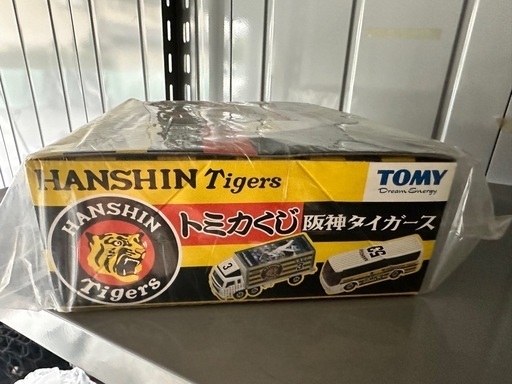 HANSHIN Tigers
TOMY
Dream Energy
HANSHIN
Tigers
トミカくじ 阪神タイガース
3